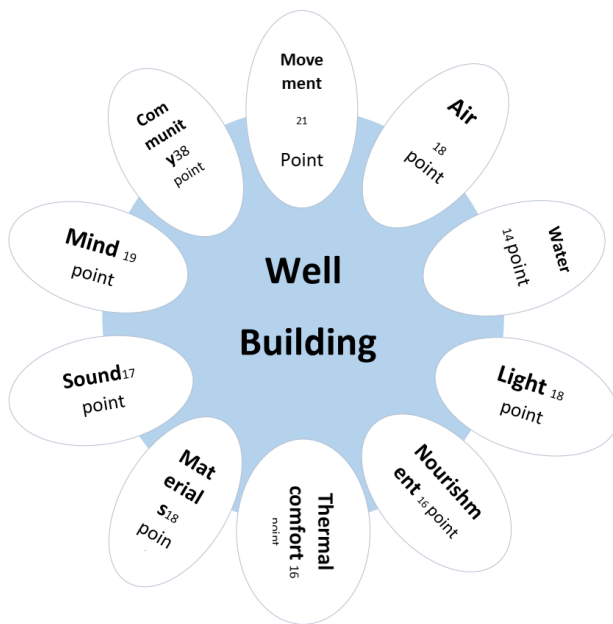 Move
ment
21
Point
Air
18
point
Water
14 point
Light 18
point
Nourishm
ent 16 point
Thermal
comfort 16
point
Mat
erial
s18
poin
Sound17
point
Mind 19
point
Com
munit
y38
point
Well
Building